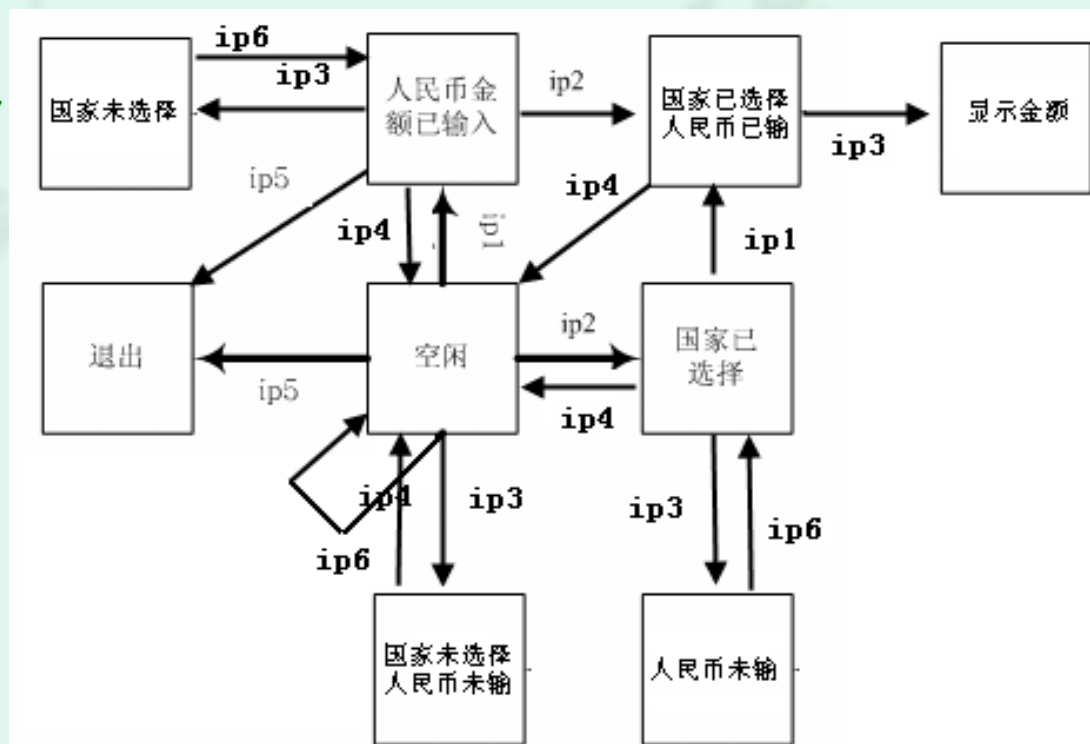 ip6
ip3
国家未选择
人民币金
额已输入
ip2
国家已选择
人民币已输
ip3
显示金额
ip5
ip4
ip1
ip4
ip1
退出
ip5
空闲
ip2
ip4
国家已
选择
ip4
ip6
ip3
ip3
ip6
国家未选择
人民币未输
人民币未输